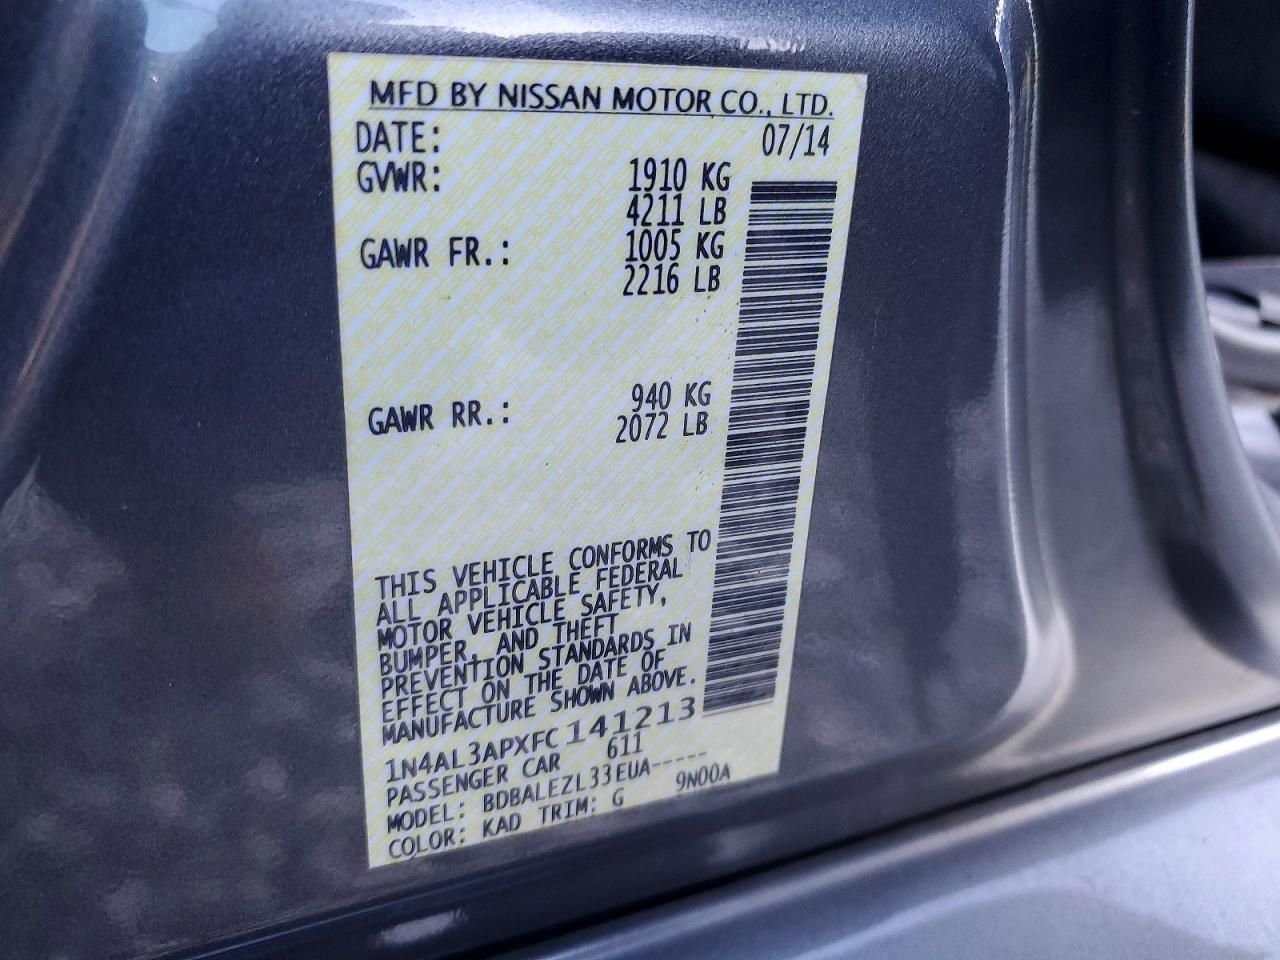 MFD BY NISSAN MOTOR CO., LTD.
DATE: 07/14
GVWR: 1910 KG
4211 LB
GAWR FR.: 1005 KG
2216 LB
GAWR RR.: 940 KG
2072 LB
THIS VEHICLE CONFORMS TO
ALL APPLICABLE FEDERAL
MOTOR VEHICLE SAFETY,
BUMPER, AND THEFT
PREVENTION STANDARDS IN
EFFECT ON THE DATE OF
MANUFACTURE SHOWN ABOVE.
1N4AL3APXFC141213
PASSENGER CAR 611
MODEL: BDBALEZL33EUA-----
COLOR: KAD TRIM: G 9N00A